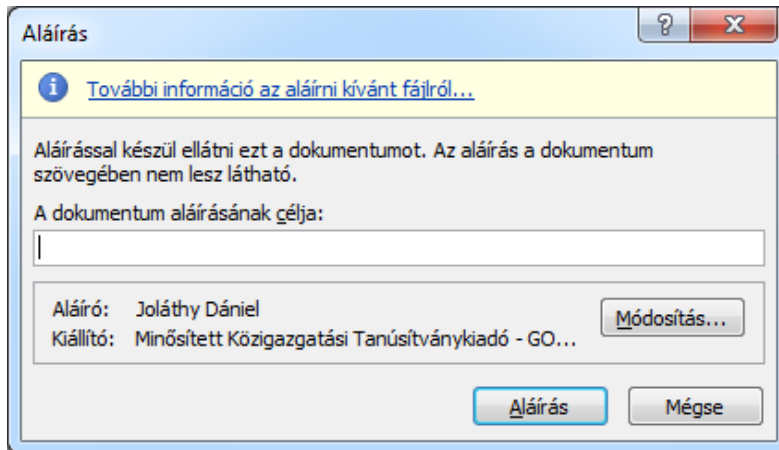 Aláírás
További információ az aláírni kívánt fájlról...
Aláírással készül ellátni ezt a dokumentumot. Az aláírás a dokumentum
szövegében nem lesz látható.
A dokumentum aláírásának célja:
Aláíró: Joláthy Dániel
Kiállító: Minősített Közigazgatási Tanúsítványkiadó - GO...
Módosítás...
Aláírás Mégse